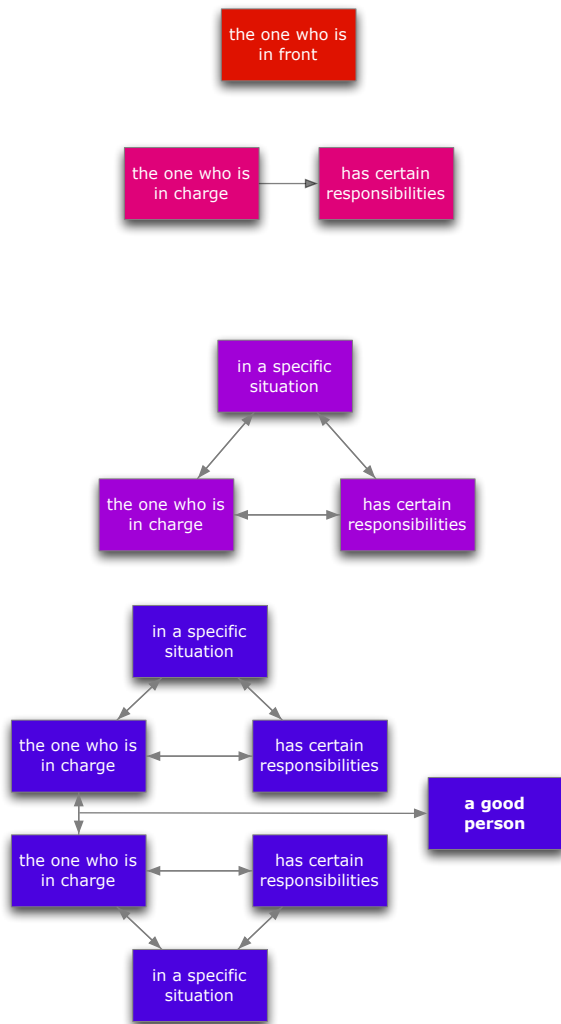 the one who is
in front
the one who is
in charge
has certain
responsibilities
in a specific
situation
the one who is
in charge
has certain
responsibilities
in a specific
situation
the one who is
in charge
has certain
responsibilities
a good
person
the one who is
in charge
has certain
responsibilities
in a specific
situation